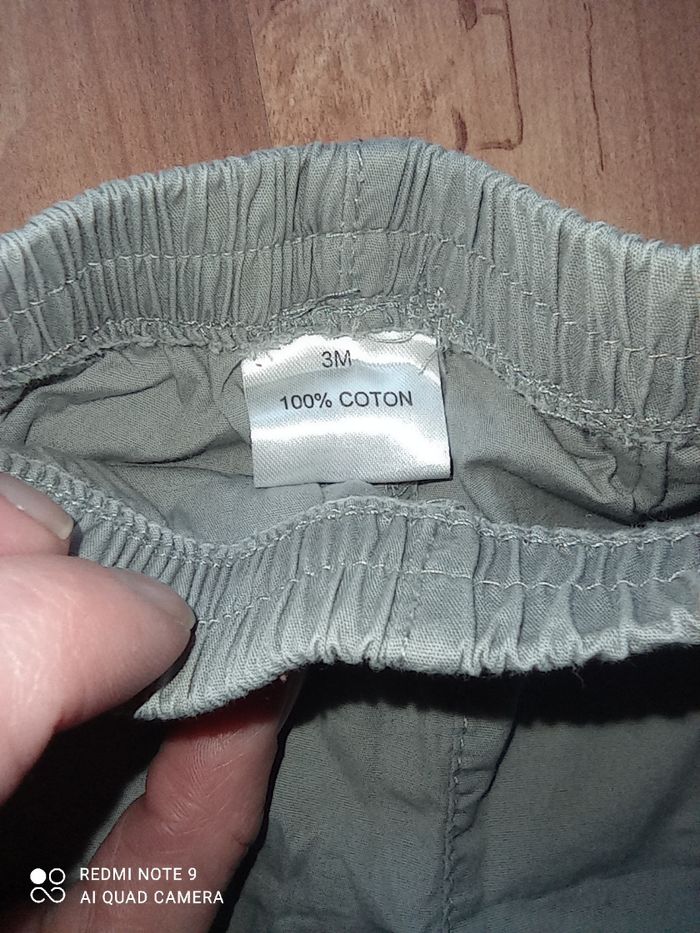 3M
100% COTON
REDMI NOTE 9
AI QUAD CAMERA